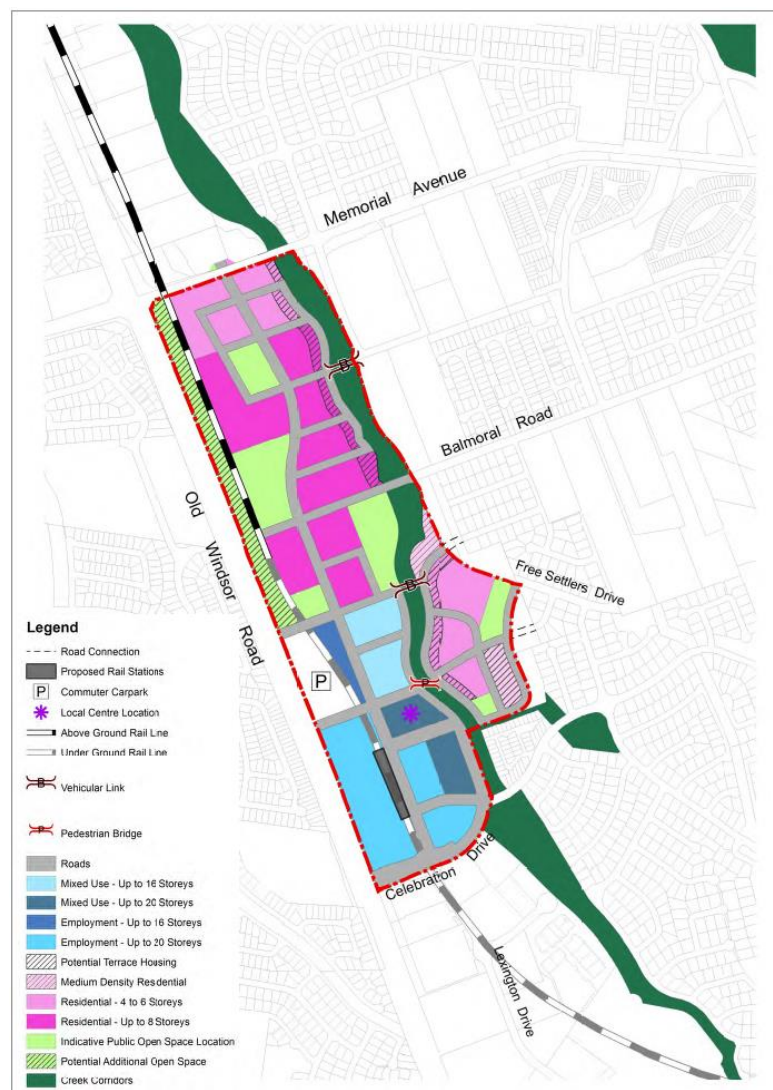 Memorial Avenue
Balmoral Road
Old Windsor Road
Free Settlers Drive
B
B
P
P
Celebration Drive
Lexington Drive
Legend
Road Connection
Proposed Rail Stations
P Commuter Carpark
Local Centre Location
Above Ground Rail Line
Under Ground Rail Line
B Vehicular Link
P Pedestrian Bridge
Roads
Mixed Use - Up to 16 Storeys
Mixed Use - Up to 20 Storeys
Employment - Up to 16 Storeys
Employment - Up to 20 Storeys
Potential Terrace Housing
Medium Density Resdential
Residential - 4 to 6 Storeys
Residential - Up to 8 Storeys
Indicative Public Open Space Location
Potential Additional Open Space
Creek Corridors